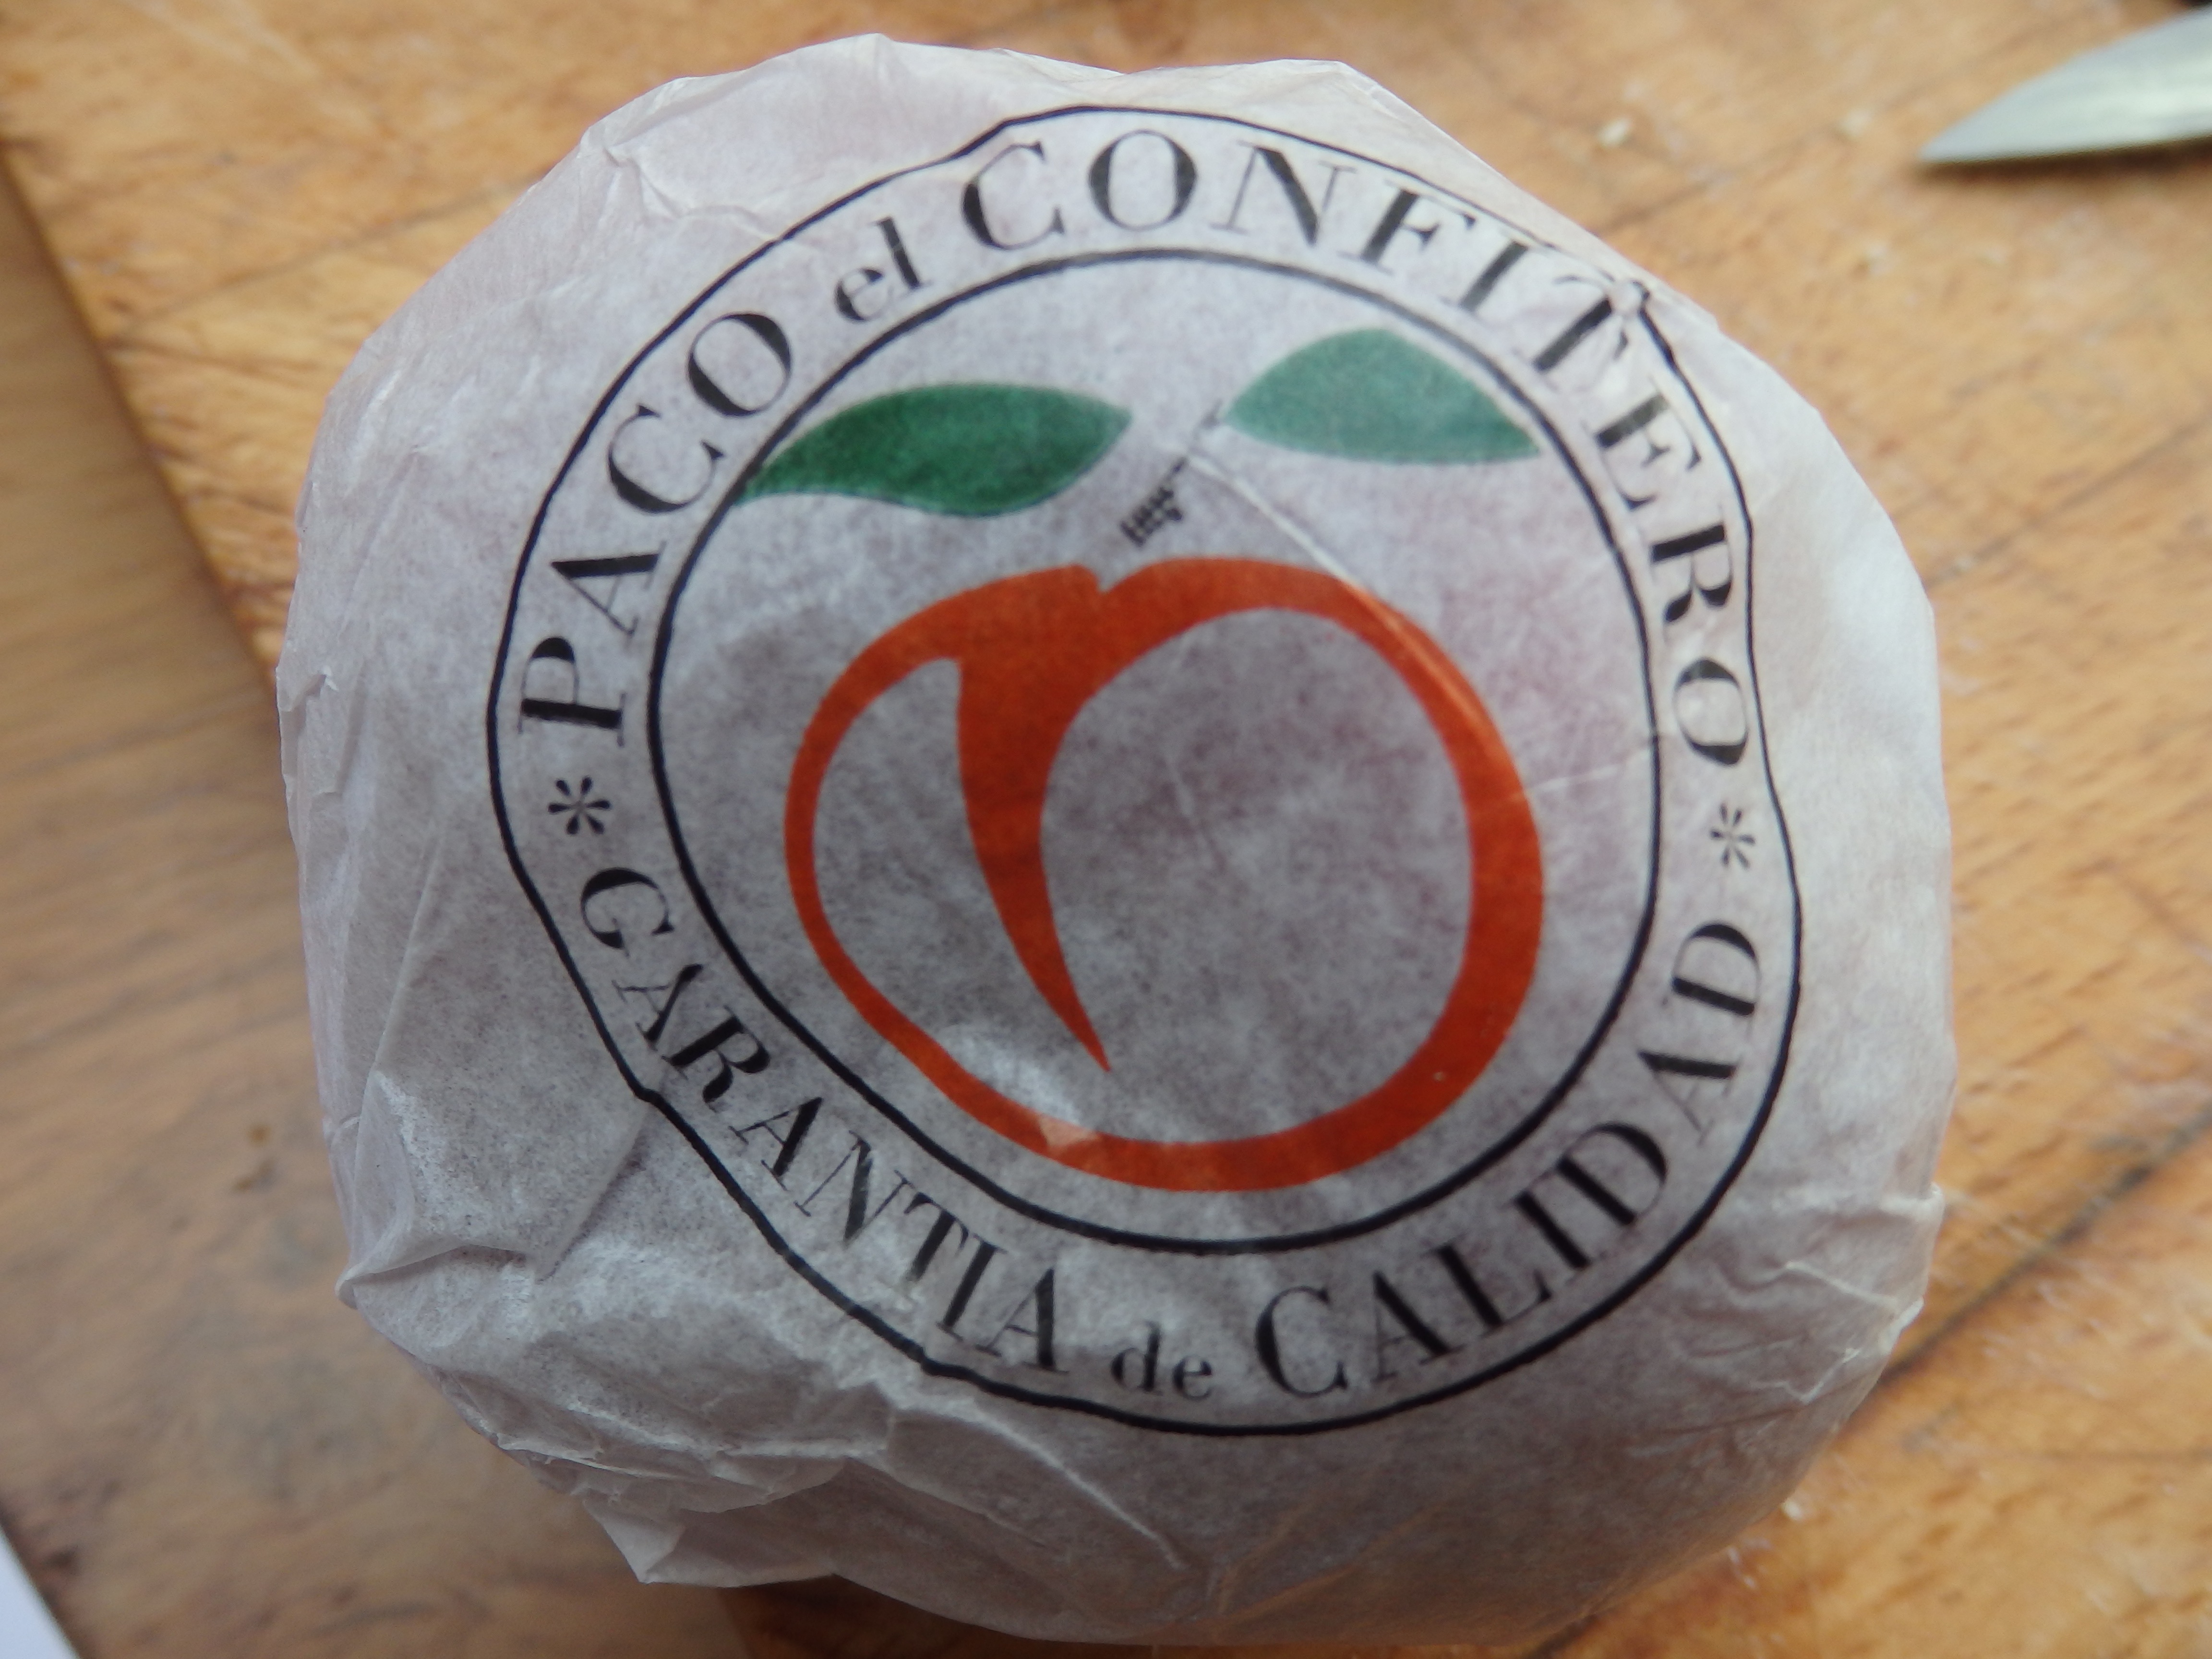 PACO el CONFITERO
* GARANTIA de CALIDAD *